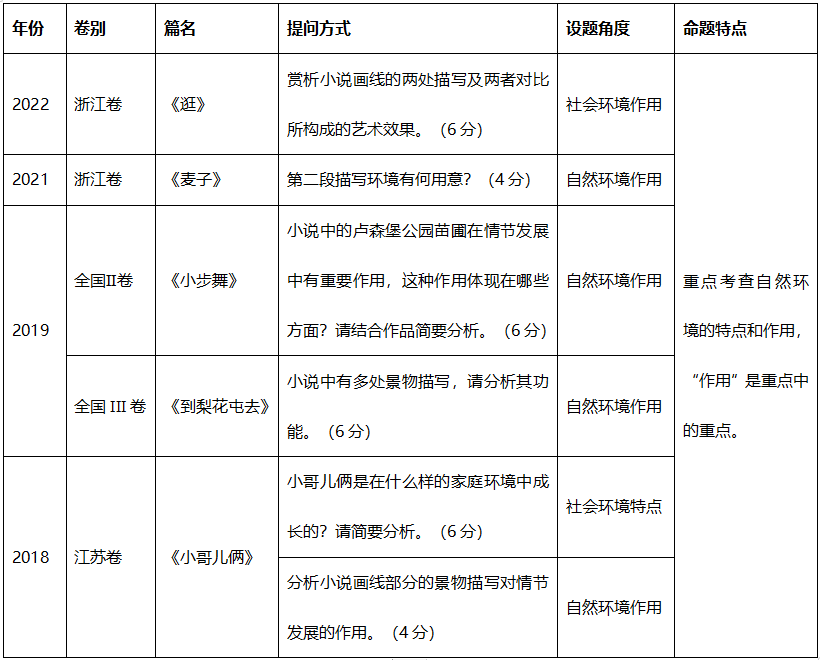 年份 卷别 篇名 提问方式 设题角度 命题特点
2022 浙江卷 《逛》 赏析小说画线的两处描写及两者对比
所构成的艺术效果。（6分） 社会环境作用
2021 浙江卷 《麦子》 第二段描写环境有何用意？（4分） 自然环境作用
2019 全国II卷 《小步舞》 小说中的卢森堡公园苗圃在情节发展
中有重要作用，这种作用体现在哪些
方面？请结合作品简要分析。（6分） 自然环境作用
全国 III 卷 《到梨花屯去》 小说中有多处景物描写，请分析其功
能。（6分） 自然环境作用
2018 江苏卷 《小哥儿俩》 小哥儿俩是在什么样的家庭环境中成
长的？请简要分析。（6分） 社会环境特点
分析小说画线部分的景物描写对情节
发展的作用。（4分） 自然环境作用
重点考查自然环
境的特点和作用，
“作用”是重点中
的重点。